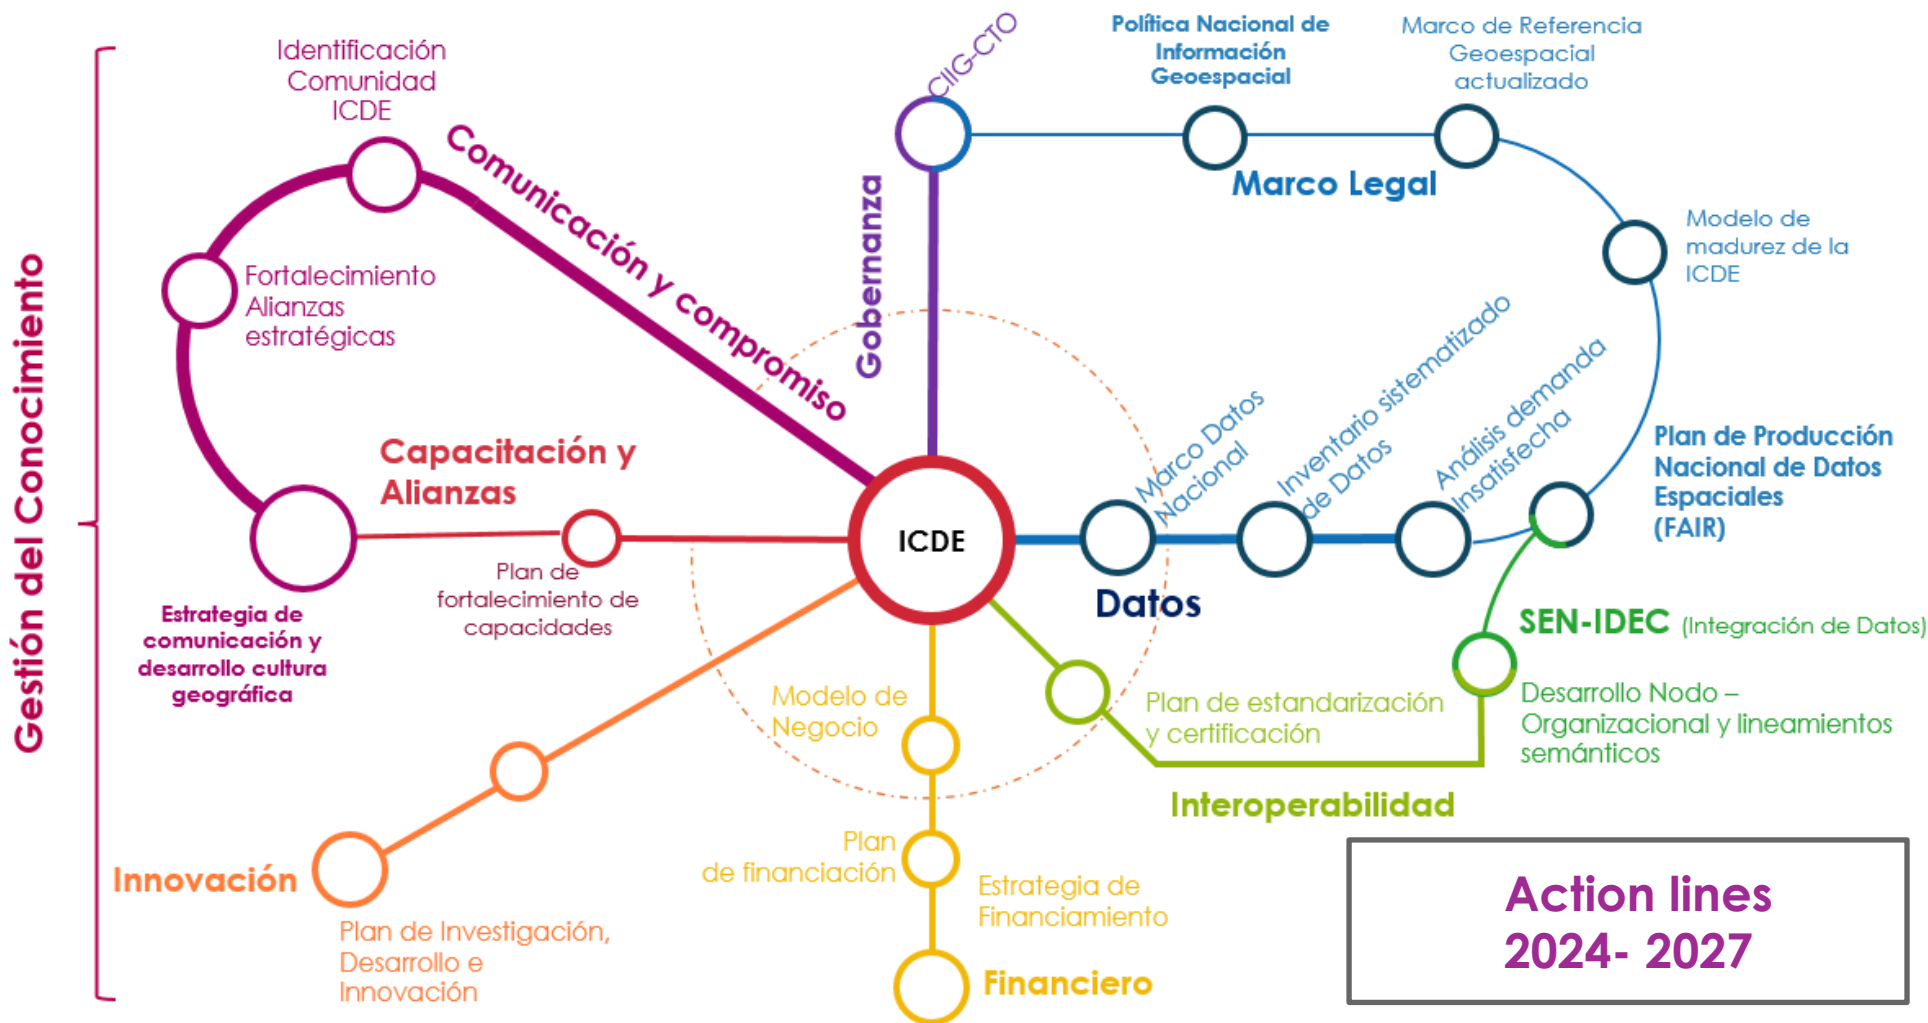 Gestión del Conocimiento
Identificación
Comunidad
ICDE
Comunicación y compromiso
Fortalecimiento
Alianzas
estratégicas
Capacitación y
Alianzas
Plan de
fortalecimiento de
capacidades
Estrategia de
comunicación y
desarrollo cultura
geográfica
Innovación
Plan de Investigación,
Desarrollo e
Innovación
CIIG-CTO
Gobernanza
Política Nacional de
Información
Geoespacial
Marco de Referencia
Geoespacial
actualizado
Marco Legal
Modelo de
madurez de la
ICDE
ICDE
Marco Datos
Nacional
Inventario sistematizado
de Datos
Análisis demanda
Insatisfecha
Datos
Plan de Producción
Nacional de Datos
Espaciales
(FAIR)
SEN-IDEC (Integración de Datos)
Desarrollo Nodo –
Organizacional y lineamientos
semánticos
Plan de estandarización
y certificación
Interoperabilidad
Modelo de
Negocio
Plan
de financiación
Estrategia de
Financiamiento
Financiero
Action lines
2024- 2027